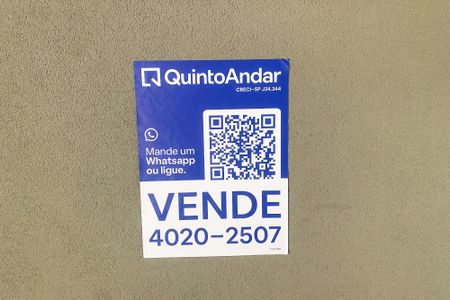 QuintoAndar
CRECI-SP J24.344
Mande um
Whatsapp
ou ligue.
VENDE
4020-2507